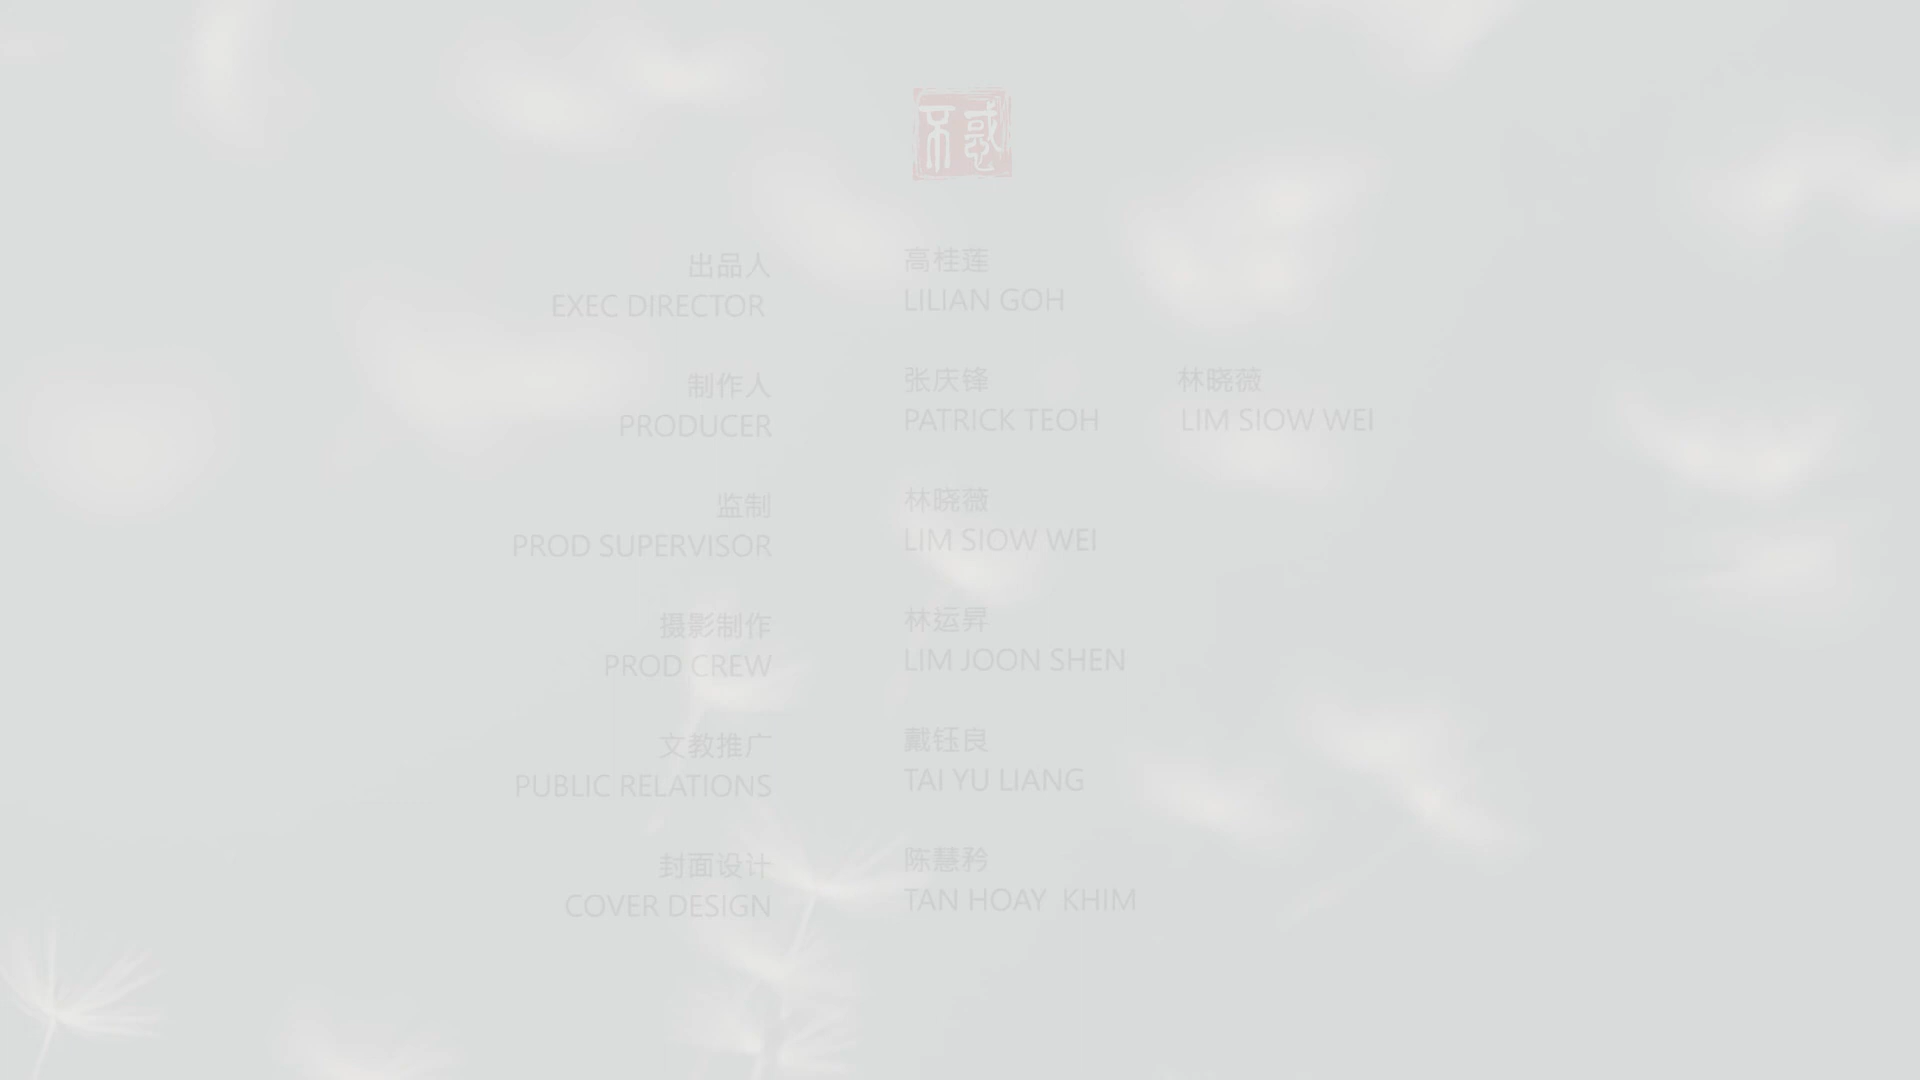 不惑
出品人 高桂莲
EXEC DIRECTOR LILIAN GOH
制作人 张庆锋 林晓薇
PRODUCER PATRICK TEOH LIM SIOW WEI
监制 林晓薇
PROD SUPERVISOR LIM SIOW WEI
摄影制作 林运昇
PROD CREW LIM JOON SHEN
文教推广 戴钰良
PUBLIC RELATIONS TAI YU LIANG
封面设计 陈慧矜
COVER DESIGN TAN HOAY KHIM